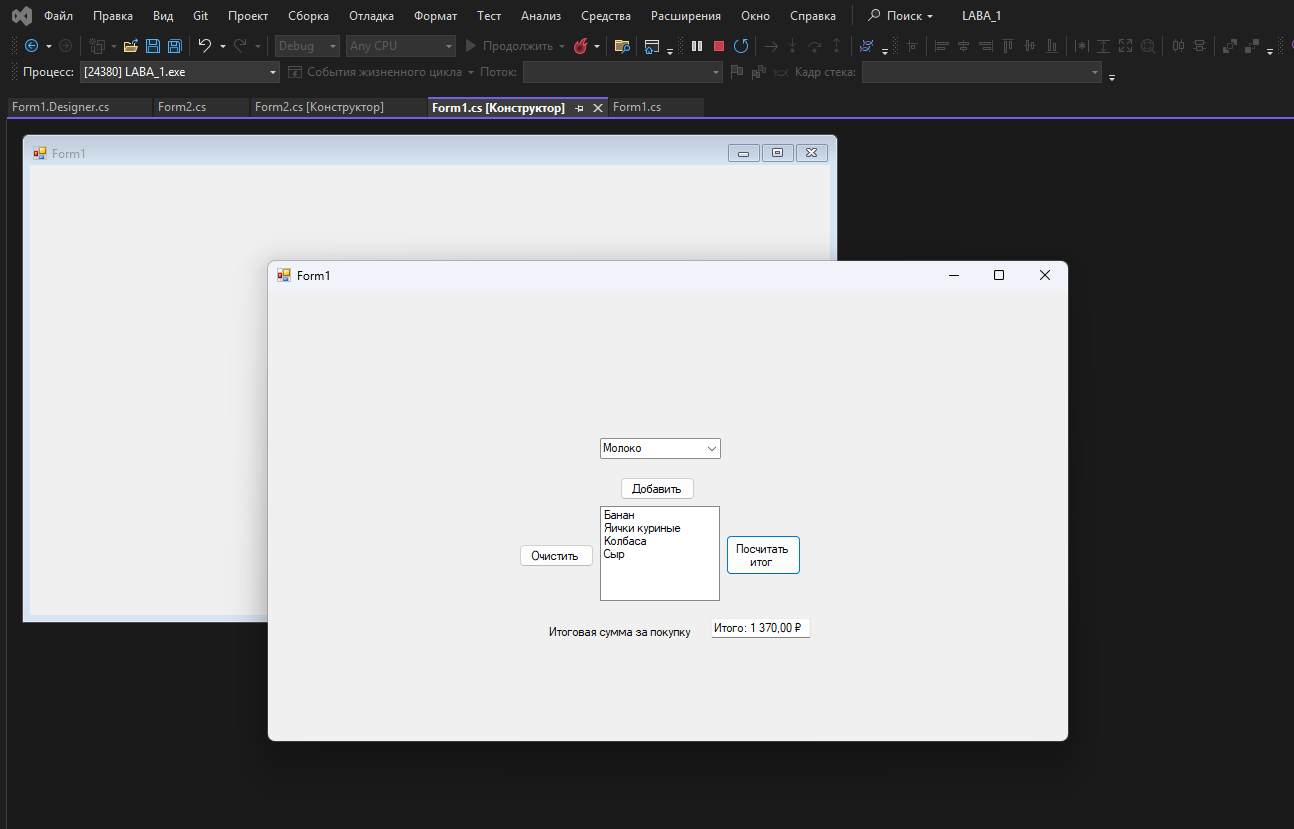 Файл Правка Вид Git Проект Сборка Отладка Формат Тест Анализ Средства Расширения Окно Справка Поиск LABA_1
Debug Any CPU Продолжить
Процесс: [24380] LABA_1.exe События жизненного цикла Поток: Кадр стека:
Form1.Designer.cs Form2.cs Form2.cs [Конструктор] Form1.cs [Конструктор] Form1.cs
Form1
Form1
Молоко
Добавить
Банан
Яички куриные
Колбаса
Сыр
Очистить
Посчитать
итог
Итоговая сумма за покупку
Итого: 1 370,00 ₽